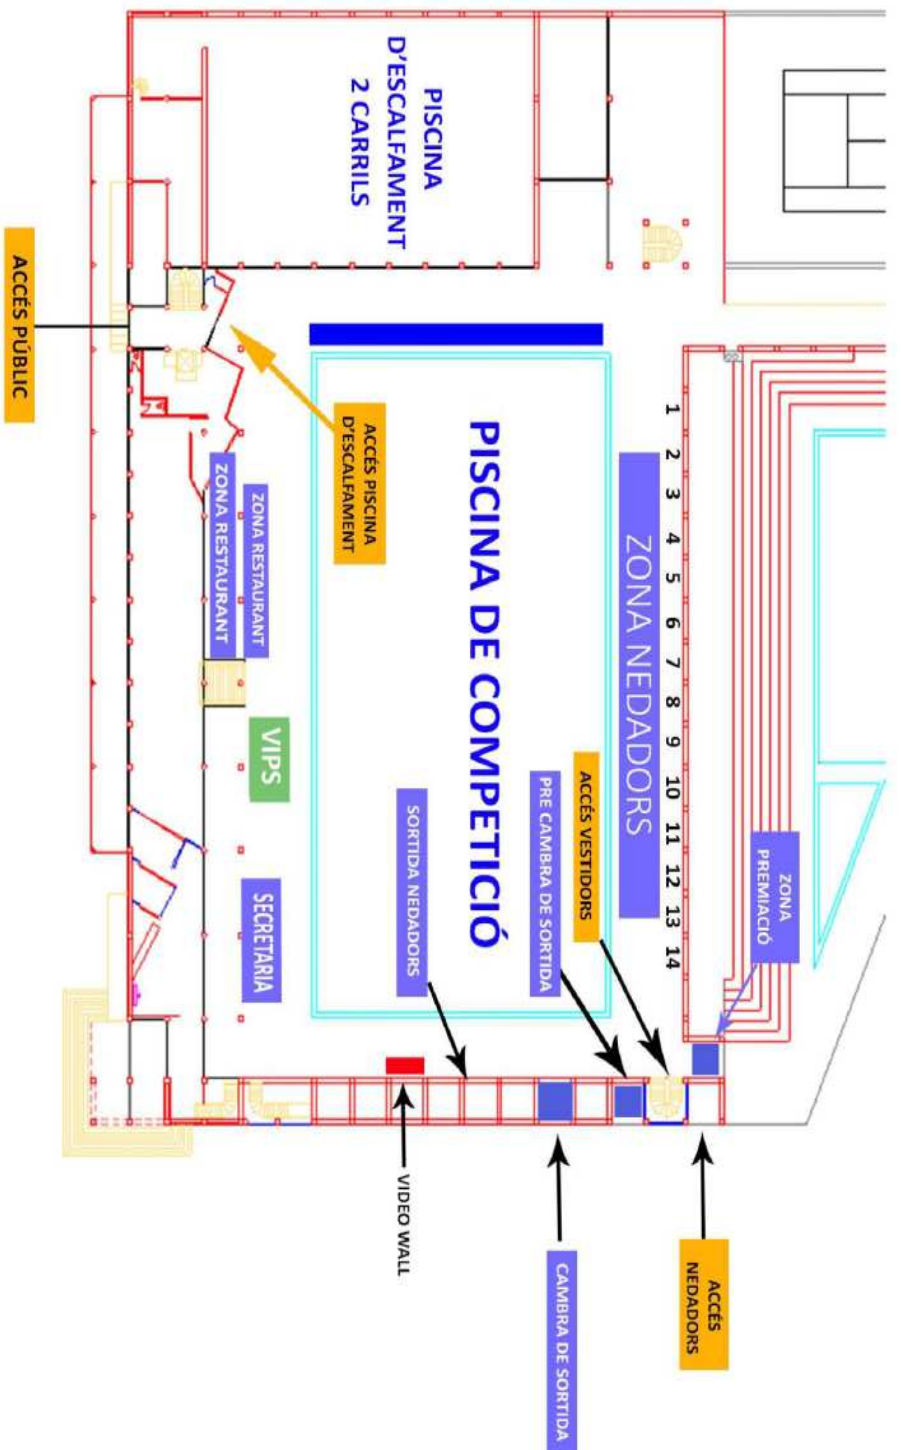 PISCINA
D'ESCALFAMENT
2 CARRILS
ACCÉS PÚBLIC
ACCÉS PISCINA
D'ESCALFAMENT
ZONA RESTAURANT
ZONA RESTAURANT
PISCINA DE COMPETICIÓ
ZONA NEDADORS
1 2 3 4 5 6 7 8 9 10 11 12 13 14
ZONA
PREMIACIÓ
ACCÉS VESTIDORS
PRE CAMBRA DE SORTIDA
SORTIDA NEDADORS
VIPS
SECRETARIA
VIDEO WALL
CAMBRA DE SORTIDA
ACCÉS
NEDADORS